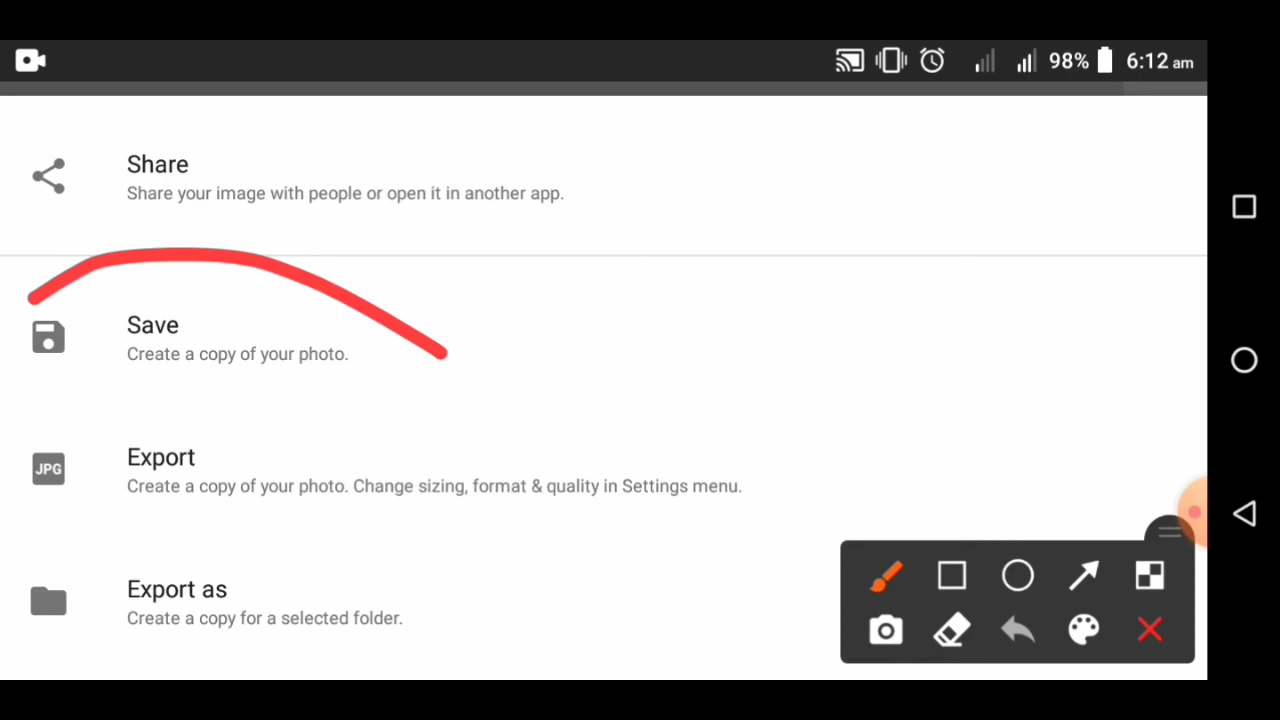 98% 6:12 am
Share
Share your image with people or open it in another app.
Save
Create a copy of your photo.
JPG
Export
Create a copy of your photo. Change sizing, format & quality in Settings menu.
Export as
Create a copy for a selected folder.